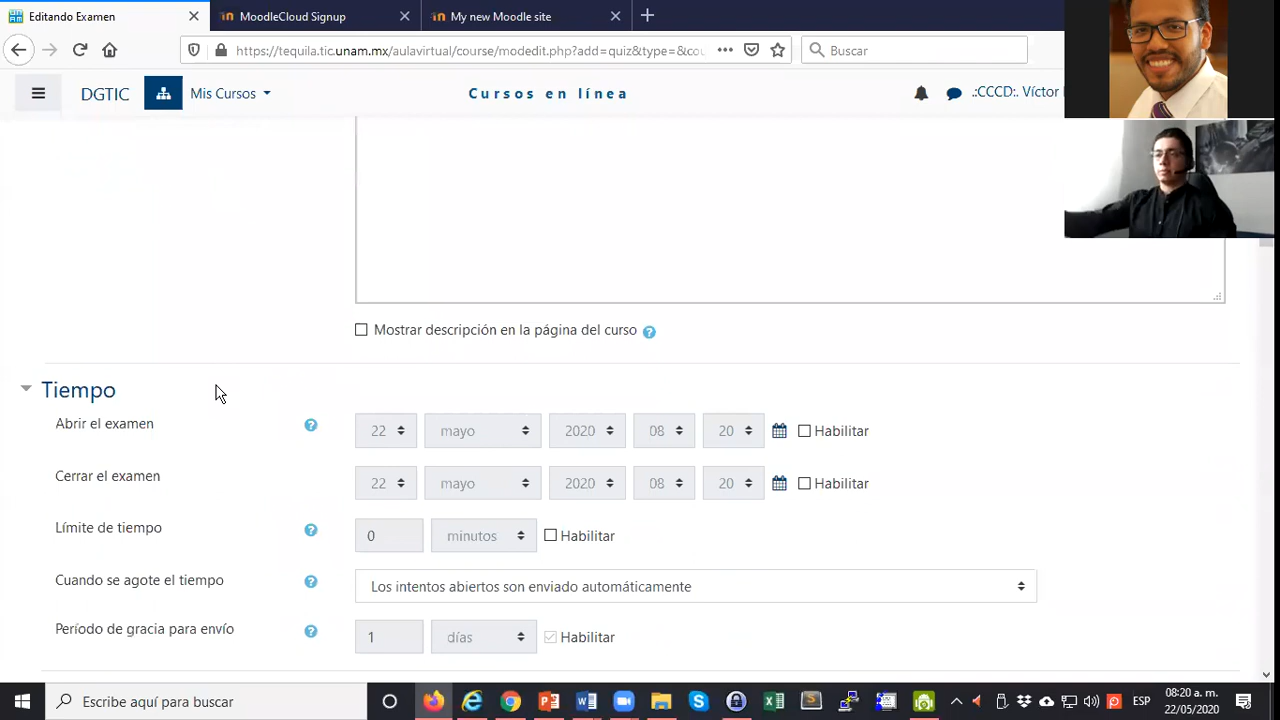 Editando Examen
MoodleCloud Signup
My new Moodle site
https://tequila.tic.unam.mx/aulavirtual/course/modedit.php?add=quiz&type=&cou
Buscar
DGTIC
Mis Cursos
Cursos en línea
.:CCCD:. Víctor
Mostrar descripción en la página del curso
Tiempo
Abrir el examen
22 mayo 2020 08 20 Habilitar
Cerrar el examen
22 mayo 2020 08 20 Habilitar
Límite de tiempo
0 minutos Habilitar
Cuando se agote el tiempo
Los intentos abiertos son enviado automáticamente
Período de gracia para envío
1 días Habilitar
Escribe aquí para buscar
ESP
08:20 a. m.
22/05/2020